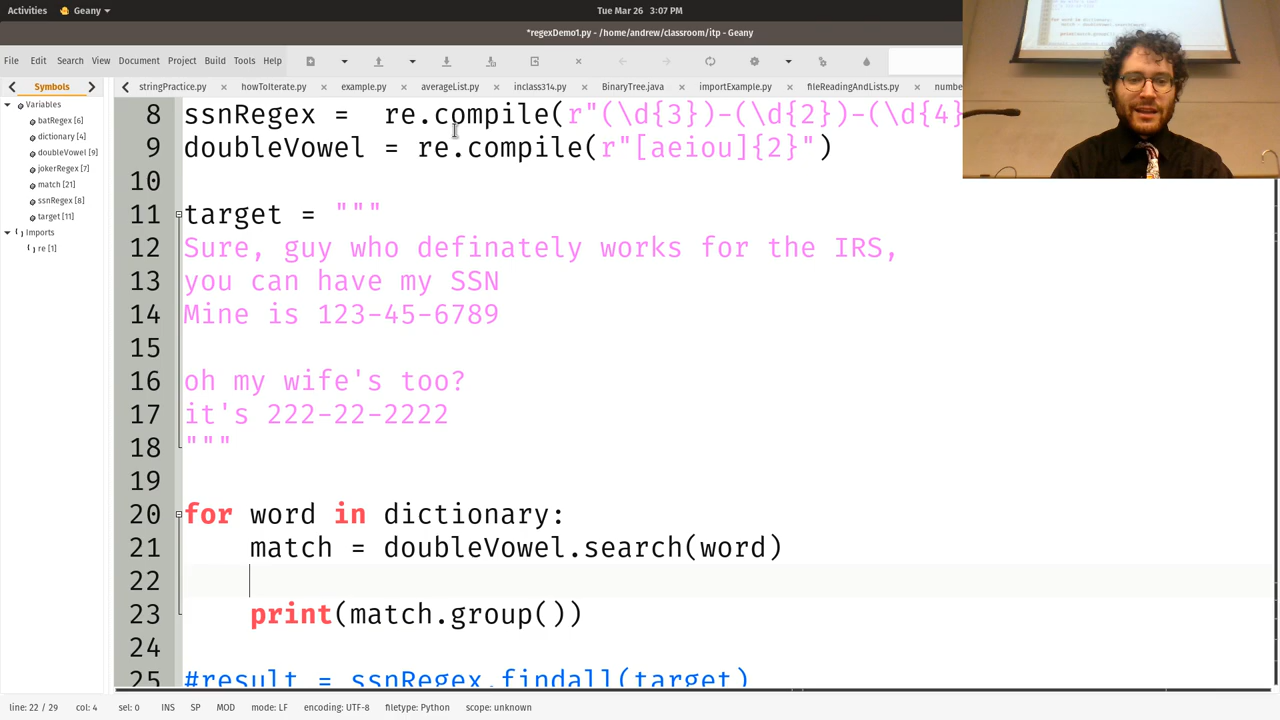 Activities Geany Tue Mar 26 3:07 PM
*regexDemo1.py - /home/andrew/classroom/itp - Geany
File Edit Search View Document Project Build Tools Help
Symbols stringPractice.py howToIterate.py example.py averageList.py inclass314.py BinaryTree.py importExample.py fileReadingAndLists.py numbe
Variables
batRegex [6]
dictionary [4]
doubleVowel [9]
jokerRegex [7]
match [21]
ssnRegex [8]
target [11]
Imports
re [1]
8 ssnRegex = re.compile(r"(\d{3})-(\d{2})-(\d{4}
9 doubleVowel = re.compile(r"[aeiou]{2}")
10
11 target = """
12 Sure, guy who definately works for the IRS,
13 you can have my SSN
14 Mine is 123-45-6789
15
16 oh my wife's too?
17 it's 222-22-2222
18 """
19
20 for word in dictionary:
21 match = doubleVowel.search(word)
22
23 print(match.group())
24
25 #result = ssnRegex.findall(target)
line: 22 / 29 col: 4 sel: 0 INS SP MOD mode: LF encoding: UTF-8 filetype: Python scope: unknown